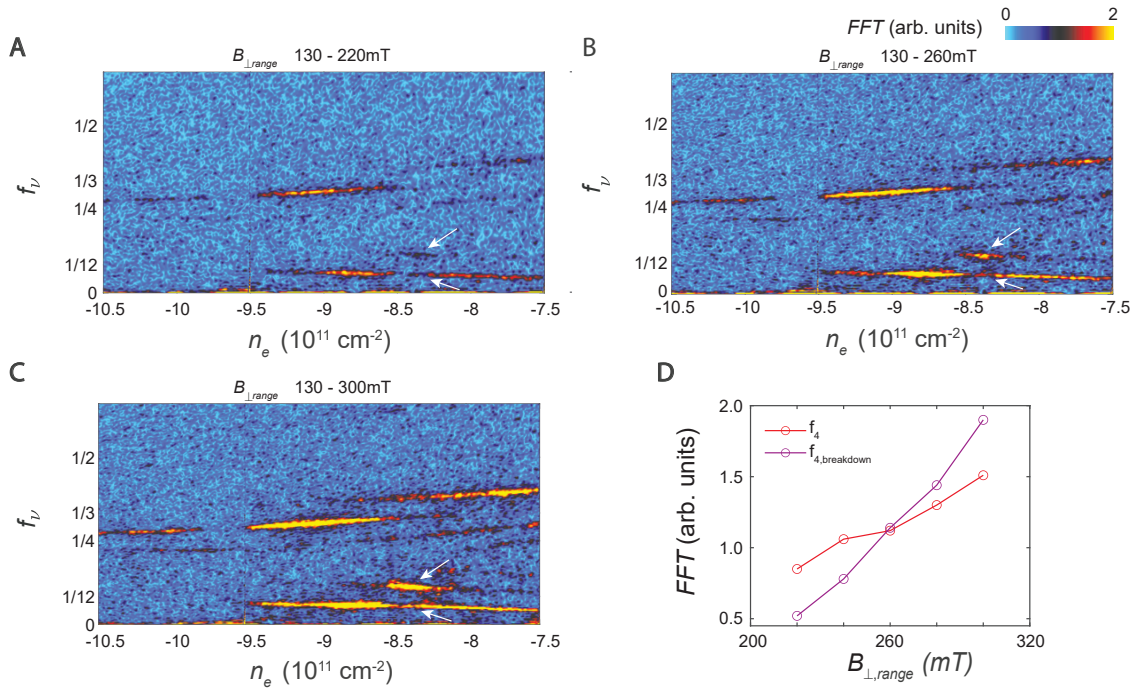 FFT (arb. units)
0
2
A
B⊥range 130 - 220mT
1/2
1/3
1/4
1/12
0
fν
-10.5
-10
-9.5
-9
-8.5
-8
-7.5
ne (10¹¹ cm⁻²)
B
B⊥range 130 - 260mT
1/2
1/3
1/4
1/12
0
fν
-10.5
-10
-9.5
-9
-8.5
-8
-7.5
ne (10¹¹ cm⁻²)
C
B⊥range 130 - 300mT
1/2
1/3
1/4
1/12
0
fν
-10.5
-10
-9.5
-9
-8.5
-8
-7.5
ne (10¹¹ cm⁻²)
D
2.0
1.5
1.0
0.5
FFT (arb. units)
f4
f4,breakdown
200
260
320
B⊥,range (mT)